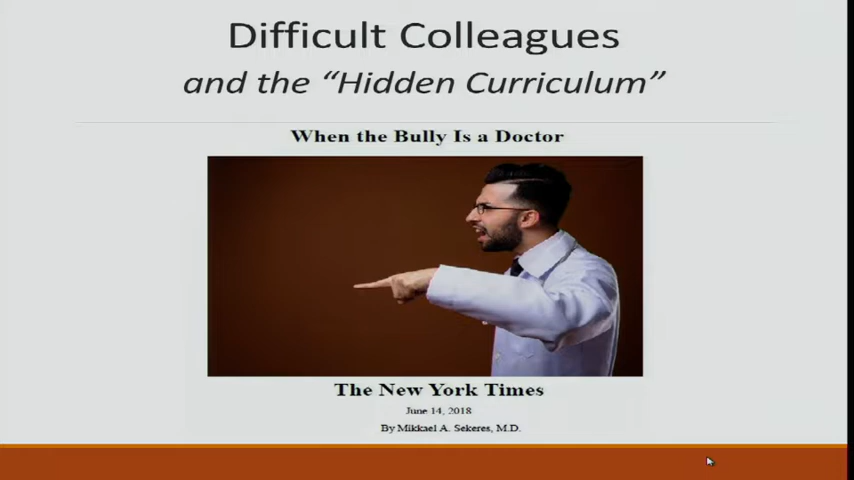 Difficult Colleagues
and the “Hidden Curriculum”
When the Bully Is a Doctor
The New York Times
June 14, 2018
By Mikkael A. Sekeres, M.D.